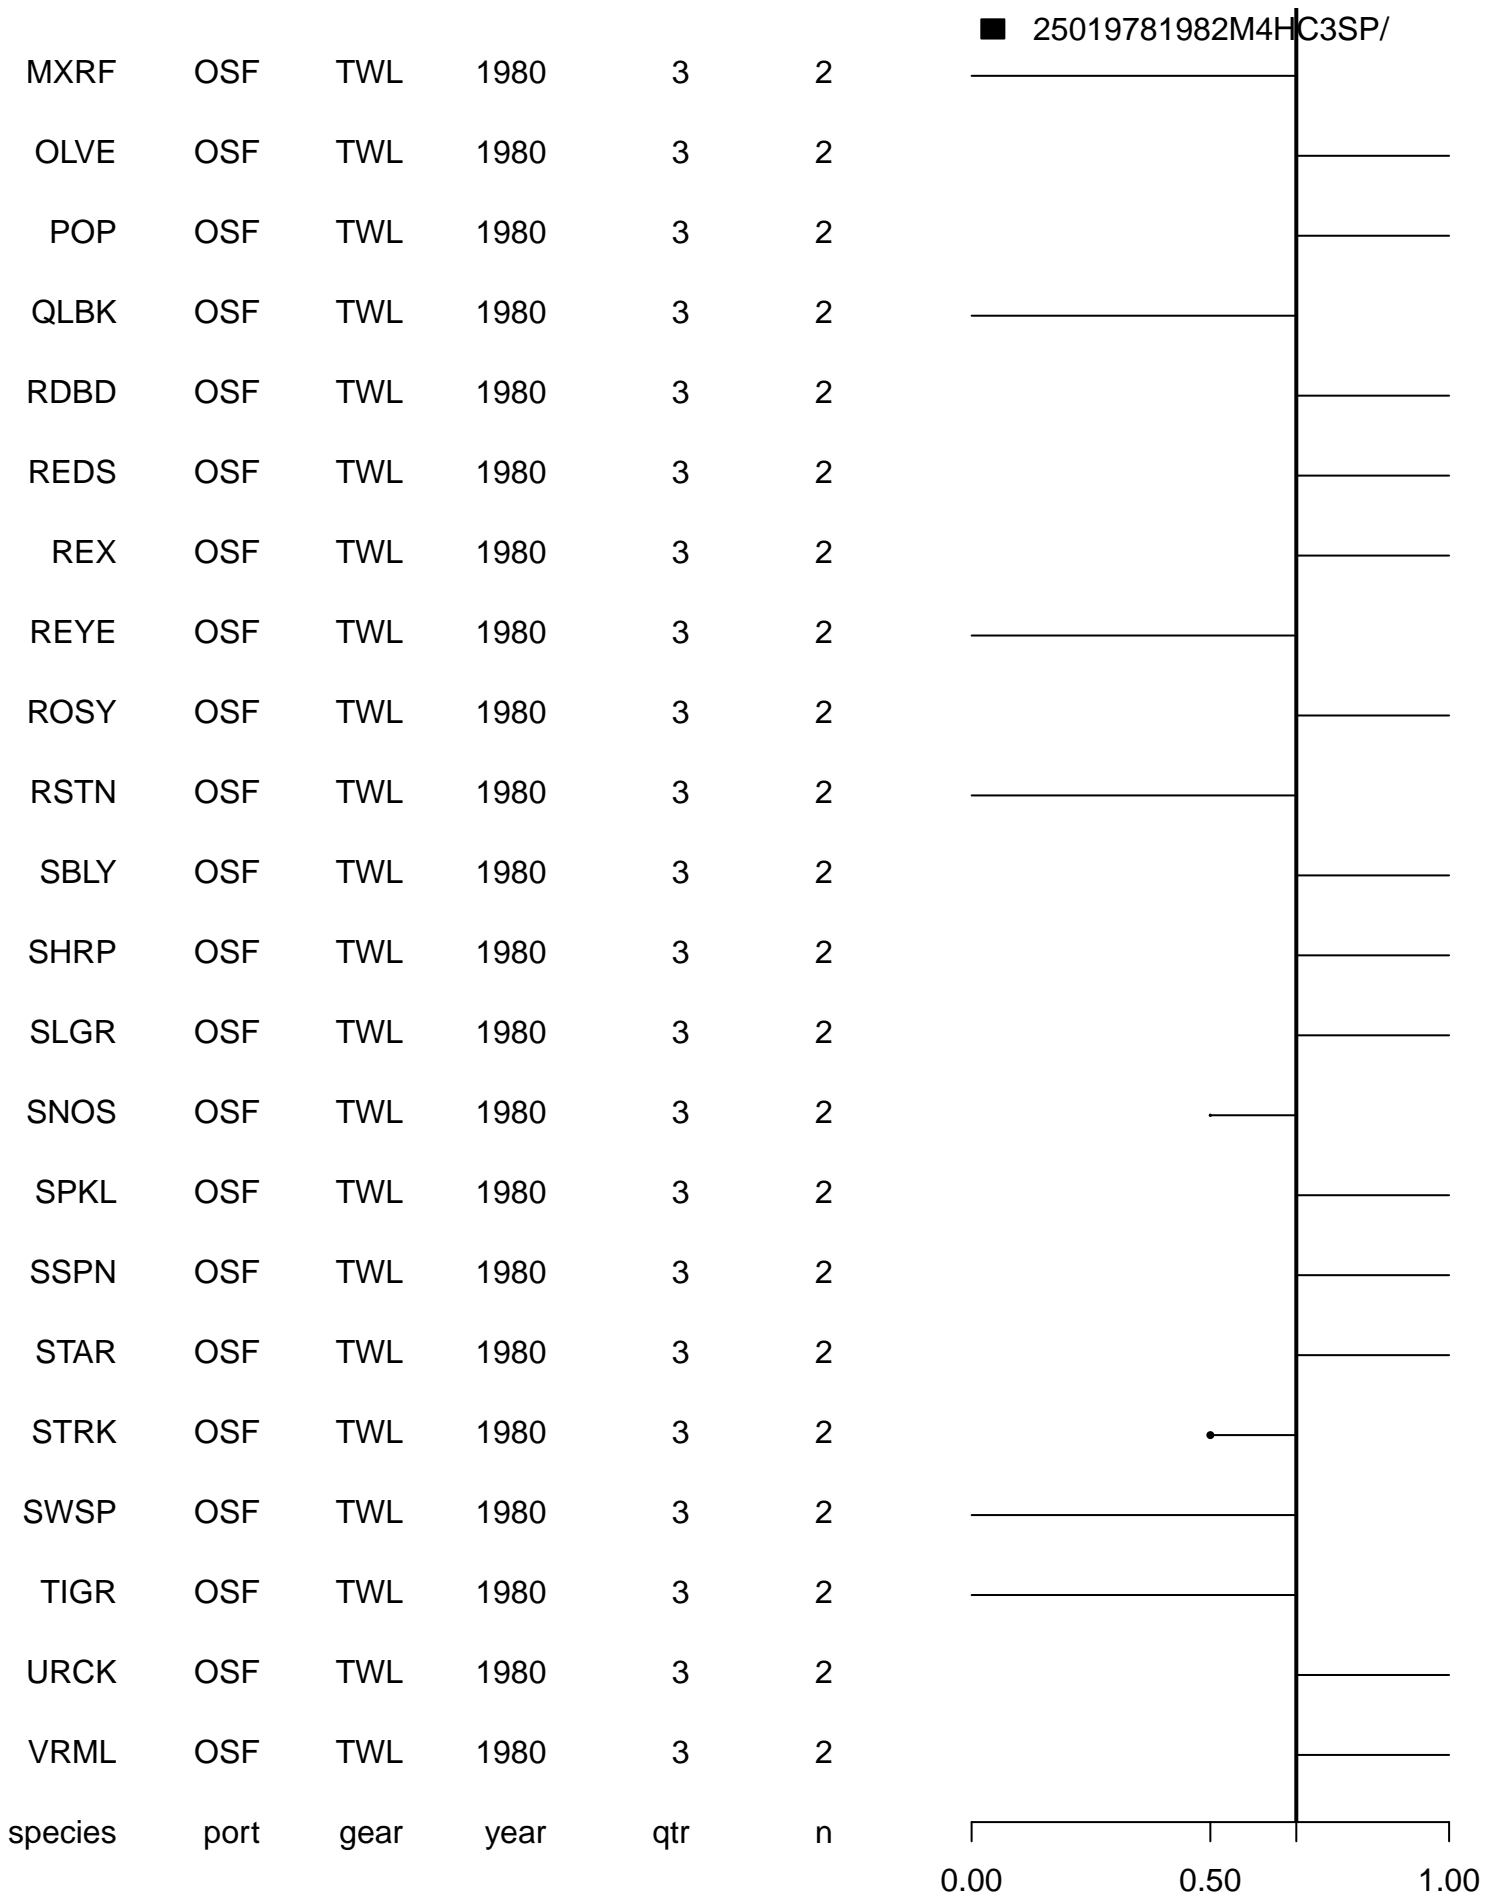 25019781982M4HC3SP/
MXRF OSF TWL 1980 3 2
OLVE OSF TWL 1980 3 2
POP OSF TWL 1980 3 2
QLBK OSF TWL 1980 3 2
RDBD OSF TWL 1980 3 2
REDS OSF TWL 1980 3 2
REX OSF TWL 1980 3 2
REYE OSF TWL 1980 3 2
ROSY OSF TWL 1980 3 2
RSTN OSF TWL 1980 3 2
SBLY OSF TWL 1980 3 2
SHRP OSF TWL 1980 3 2
SLGR OSF TWL 1980 3 2
SNOS OSF TWL 1980 3 2
SPKL OSF TWL 1980 3 2
SSPN OSF TWL 1980 3 2
STAR OSF TWL 1980 3 2
STRK OSF TWL 1980 3 2
SWSP OSF TWL 1980 3 2
TIGR OSF TWL 1980 3 2
URCK OSF TWL 1980 3 2
VRML OSF TWL 1980 3 2
species port gear year qtr n
0.00 0.50 1.00